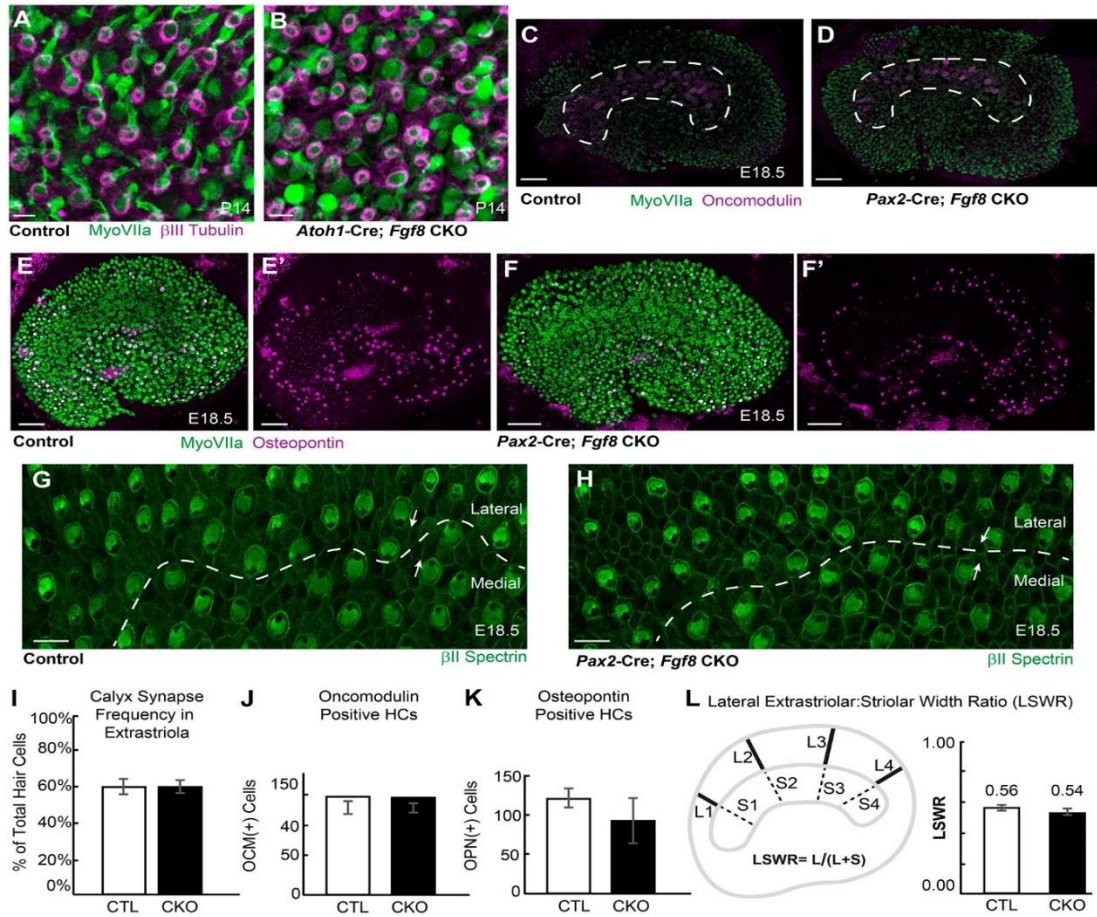 A
B
C
D
P14
P14
E18.5
Control
MyoVIIa
βIII Tubulin
Atoh1-Cre; Fgf8 CKO
Control
MyoVIIa
Oncomodulin
Pax2-Cre; Fgf8 CKO
E
E'
F
F'
E18.5
E18.5
Control
MyoVIIa
Osteopontin
Pax2-Cre; Fgf8 CKO
G
H
Lateral
Medial
Lateral
Medial
E18.5
E18.5
Control
βII Spectrin
Pax2-Cre; Fgf8 CKO
βII Spectrin
I
Calyx Synapse
Frequency in
Extrastriola
% of Total Hair Cells
100%
80%
60%
40%
20%
0%
CTL
CKO
J
Oncomodulin
Positive HCs
OCM(+) Cells
150
40
50
0
CTL
CKO
K
Osteopontin
Positive HCs
OPN(+) Cells
150
100
50
0
CTL
CKO
L
Lateral Extrastriolar:Striolar Width Ratio (LSWR)
L1
L2
L3
L4
S1
S2
S3
S4
LSWR= L/(L+S)
LSWR
1.00
0.00
0.56
0.54
CTL
CKO